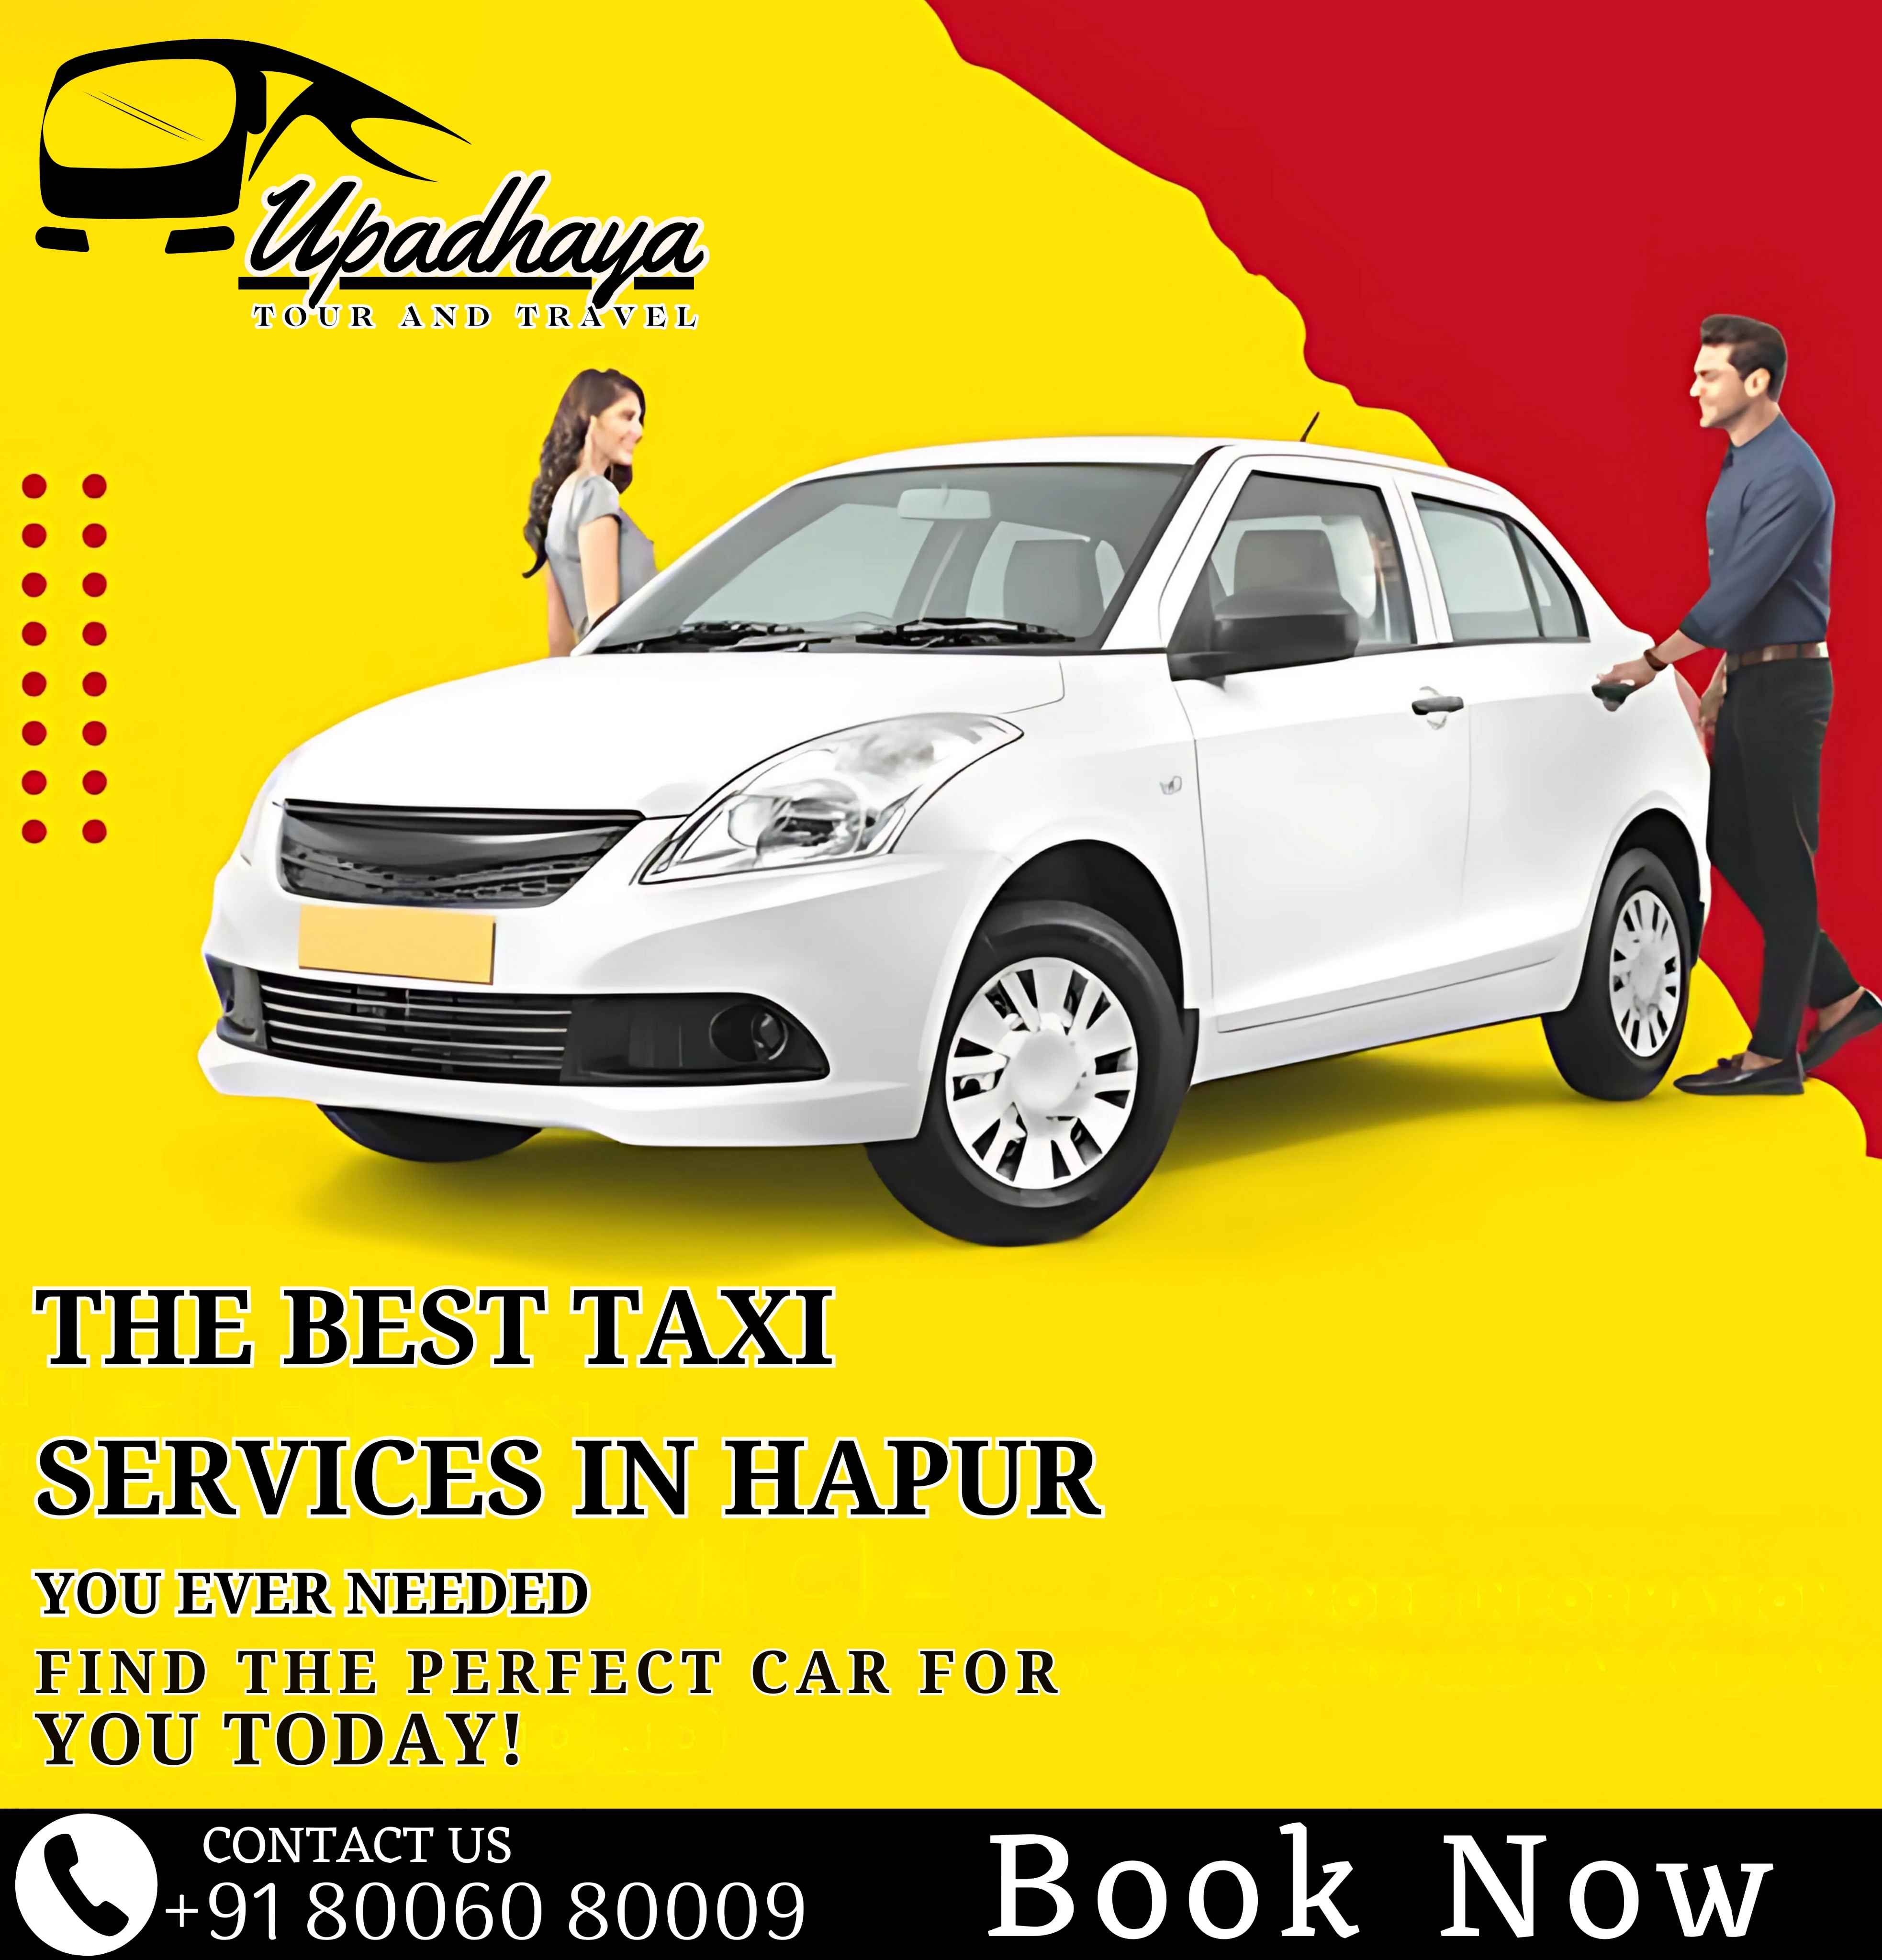 Upadhaya
TOUR AND TRAVEL
THE BEST TAXI
SERVICES IN HAPUR
YOU EVER NEEDED
FIND THE PERFECT CAR FOR
YOU TODAY!
CONTACT US
+91 80060 80009
Book Now